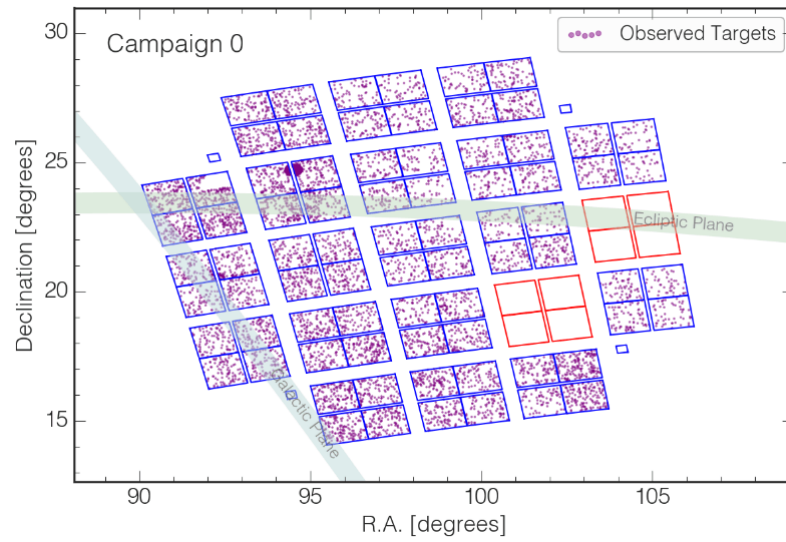 Campaign 0
Observed Targets
Ecliptic Plane
Galactic Plane
Declination [degrees]
30
25
20
15
90
95
100
105
R.A. [degrees]